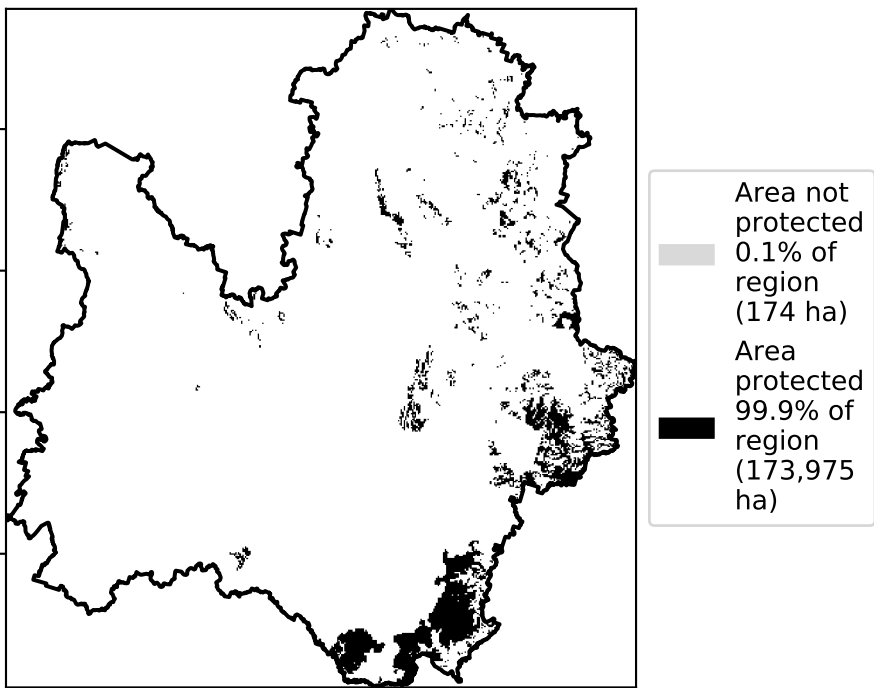 Area not
protected
0.1% of
region
(174 ha)
Area
protected
99.9% of
region
(173,975
ha)